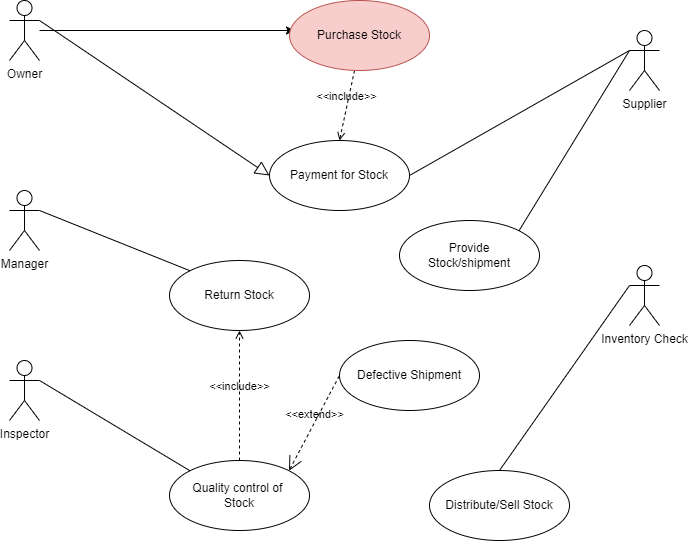 Purchase Stock
Owner
<<include>>
Supplier
Payment for Stock
Manager
Provide
Stock/shipment
Return Stock
Inventory Check
Defective Shipment
<<include>>
<<extend>>
Inspector
Quality control of
Stock
Distribute/Sell Stock